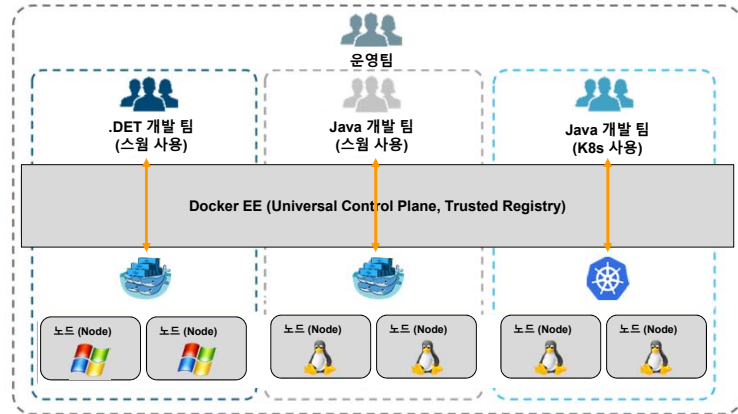 운영팀
.DET 개발 팀
(스웜 사용)
Java 개발 팀
(스웜 사용)
Java 개발 팀
(K8s 사용)
Docker EE (Universal Control Plane, Trusted Registry)
노드 (Node)
노드 (Node)
노드 (Node)
노드 (Node)
노드 (Node)
노드 (Node)